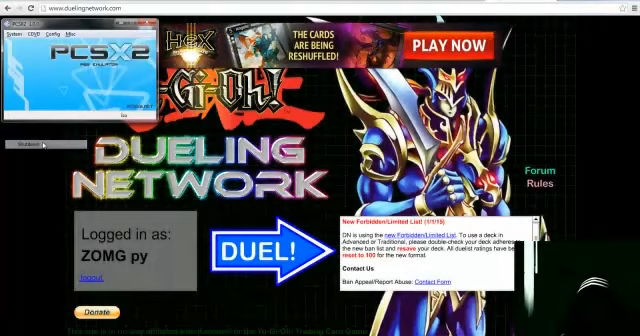 www.duelingnetwork.com
PCSX2
System CDVD Config Misc
PCSX2
PS2 EMULATOR
HEX
THE CARDS
ARE BEING
RESHUFFLED!
PLAY NOW
-Gi-Oh!
DUELING
NETWORK
Shutdown
Forum
Rules
Logged in as:
ZOMG py
logout
DUEL!
New Forbidden/Limited List! (1/1/15)
DN is using the new Forbidden/Limited List. To use a deck in
Advanced or Traditional, please double-check your deck adheres to
the new ban list and resave your deck. All duelist ratings have be
reset to 100 for the new format.
Contact Us
Ban Appeal/Report Abuse: Contact Form
Donate